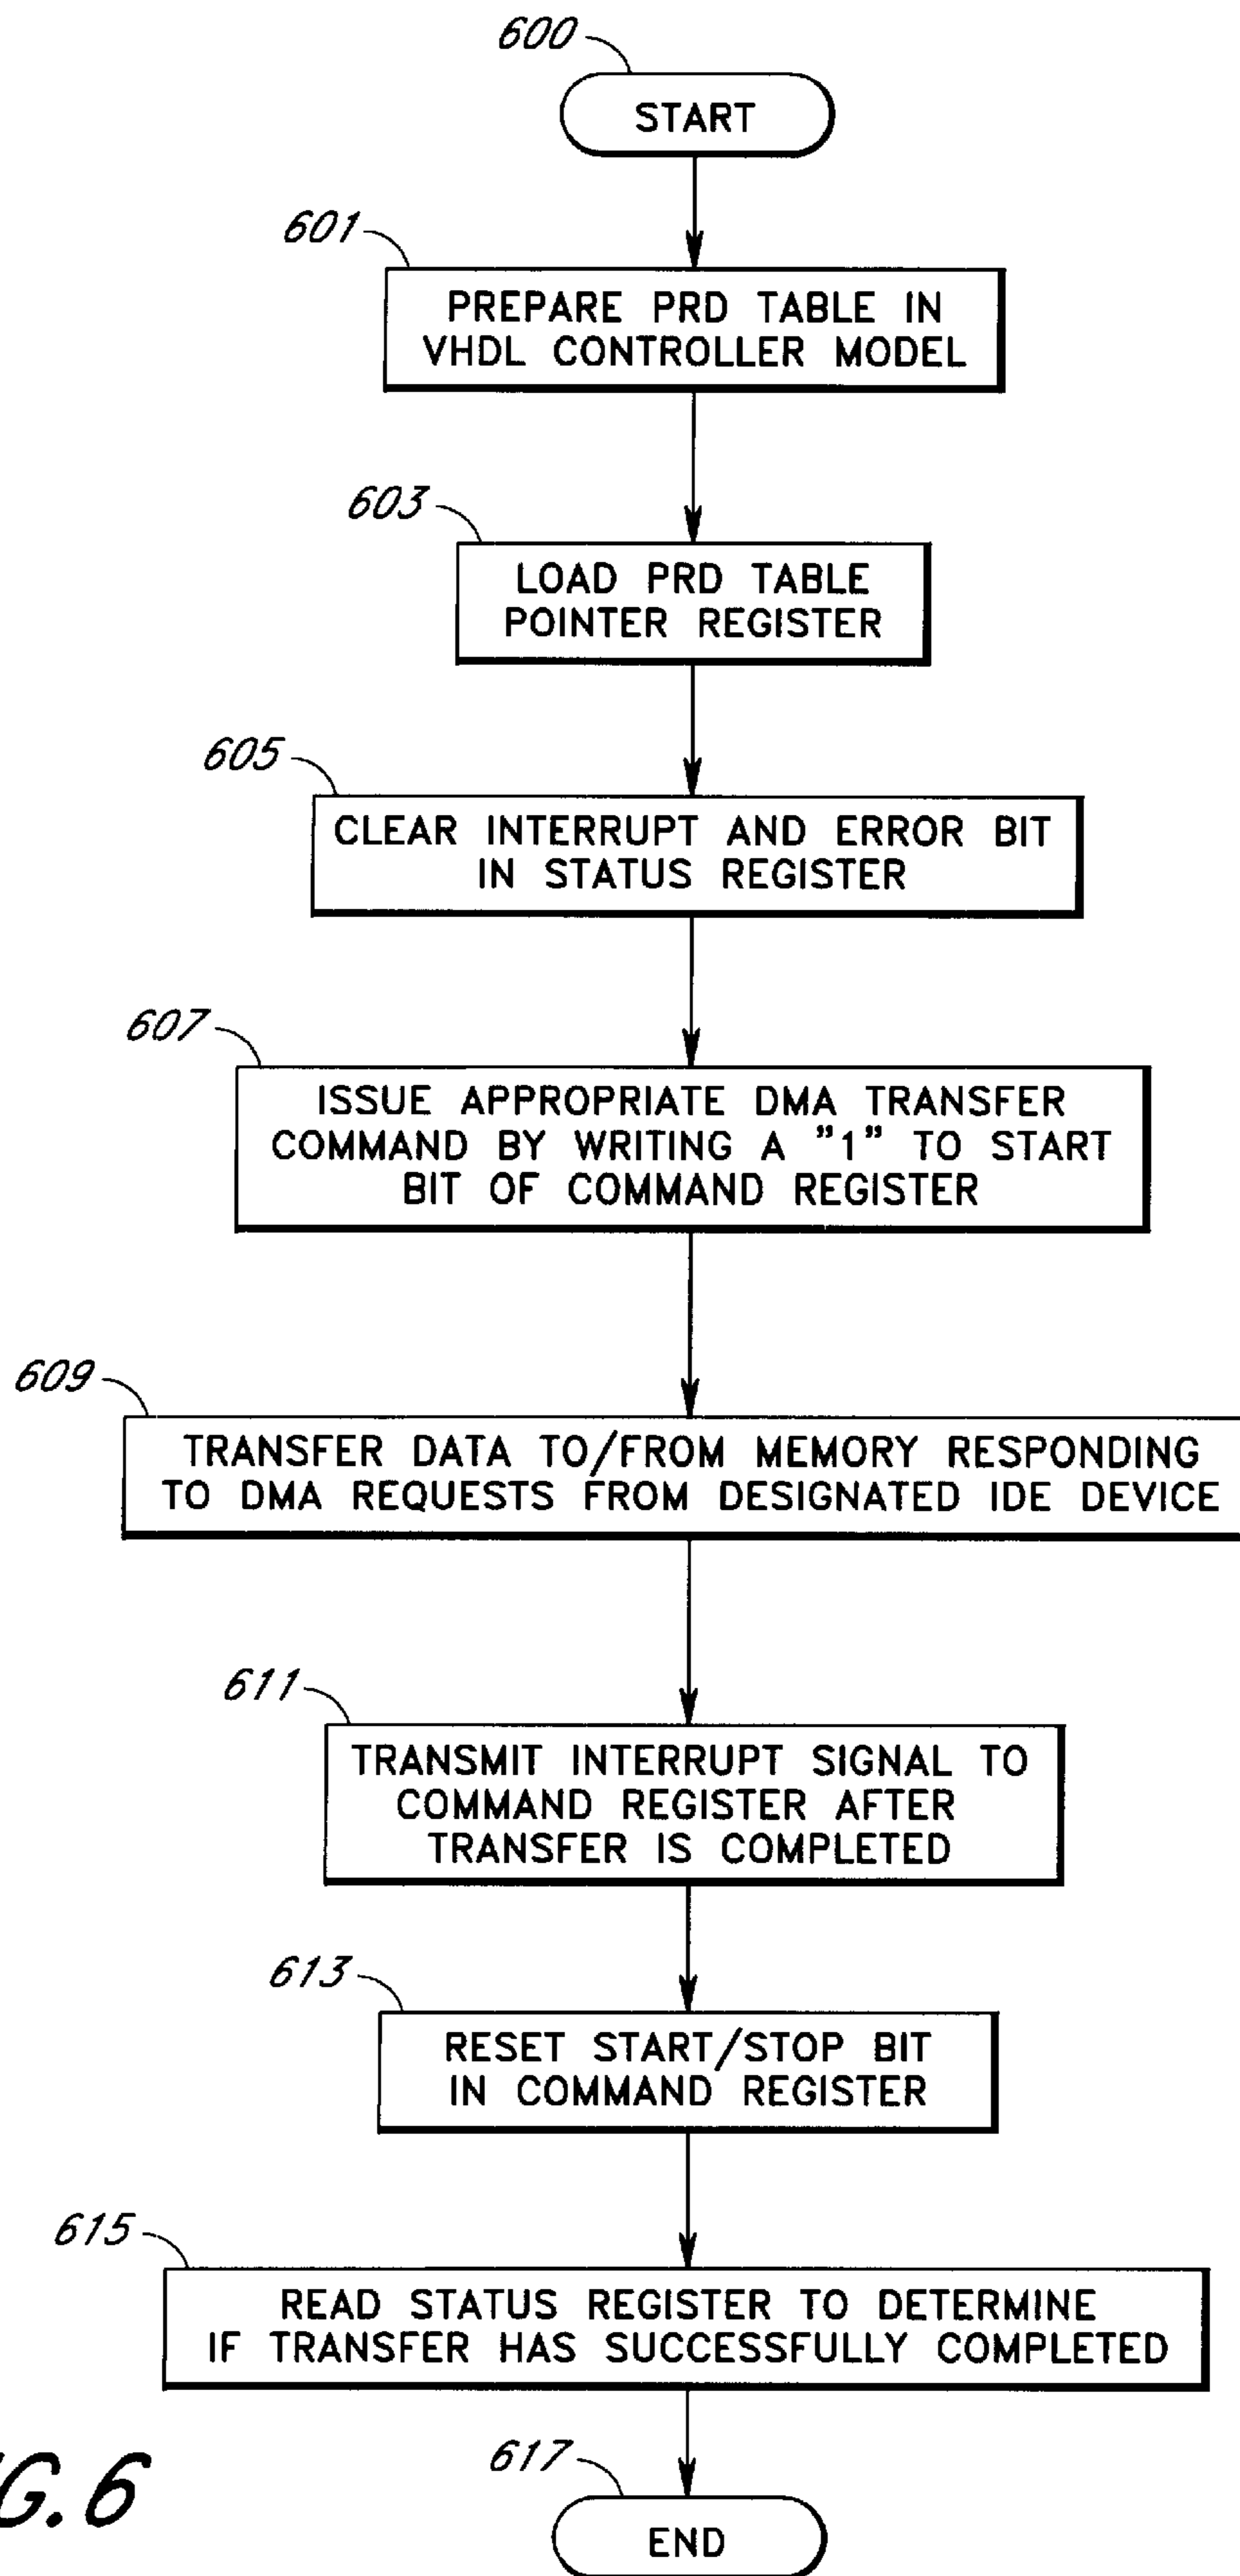 600
START
601
PREPARE PRD TABLE IN
VHDL CONTROLLER MODEL
603
LOAD PRD TABLE
POINTER REGISTER
605
CLEAR INTERRUPT AND ERROR BIT
IN STATUS REGISTER
607
ISSUE APPROPRIATE DMA TRANSFER
COMMAND BY WRITING A "1" TO START
BIT OF COMMAND REGISTER
609
TRANSFER DATA TO/FROM MEMORY RESPONDING
TO DMA REQUESTS FROM DESIGNATED IDE DEVICE
611
TRANSMIT INTERRUPT SIGNAL TO
COMMAND REGISTER AFTER
TRANSFER IS COMPLETED
613
RESET START/STOP BIT
IN COMMAND REGISTER
615
READ STATUS REGISTER TO DETERMINE
IF TRANSFER HAS SUCCESSFULLY COMPLETED
617
END
G.6